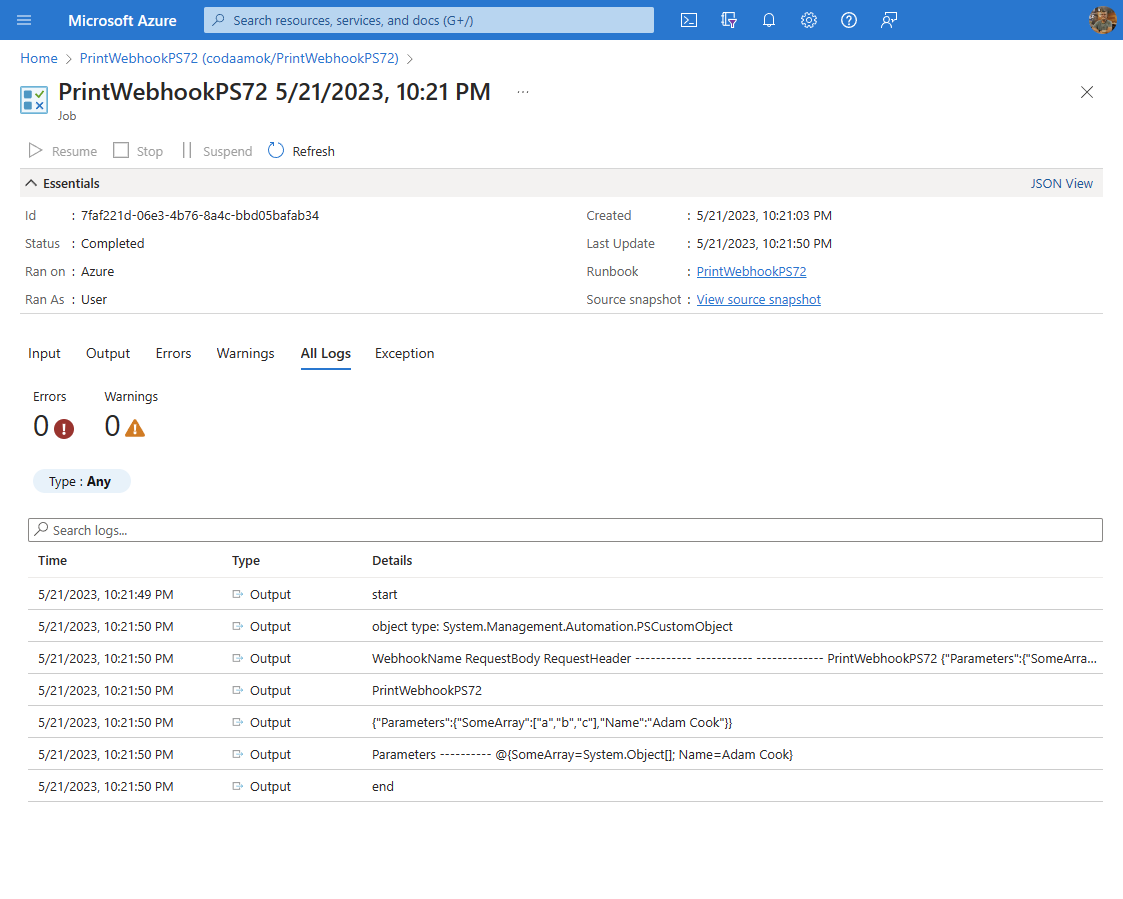 Microsoft Azure
Search resources, services, and docs (G+/)
Home > PrintWebhookPS72 (codaamok/PrintWebhookPS72) >
PrintWebhookPS72 5/21/2023, 10:21 PM ...
Job
Resume Stop Suspend Refresh
Essentials JSON View
Id : 7faf221d-06e3-4b76-8a4c-bbd05bafab34 Created : 5/21/2023, 10:21:03 PM
Status : Completed Last Update : 5/21/2023, 10:21:50 PM
Ran on : Azure Runbook : PrintWebhookPS72
Ran As : User Source snapshot : View source snapshot
Input Output Errors Warnings All Logs Exception
Errors Warnings
0 0
Type : Any
Search logs...
Time Type Details
5/21/2023, 10:21:49 PM Output start
5/21/2023, 10:21:50 PM Output object type: System.Management.Automation.PSCustomObject
5/21/2023, 10:21:50 PM Output WebhookName RequestBody RequestHeader ----------- ----------- ------------- PrintWebhookPS72 {"Parameters":{"SomeArra...
5/21/2023, 10:21:50 PM Output PrintWebhookPS72
5/21/2023, 10:21:50 PM Output {"Parameters":{"SomeArray":["a","b","c"],"Name":"Adam Cook"}}
5/21/2023, 10:21:50 PM Output Parameters ---------- @{SomeArray=System.Object[]; Name=Adam Cook}
5/21/2023, 10:21:50 PM Output end